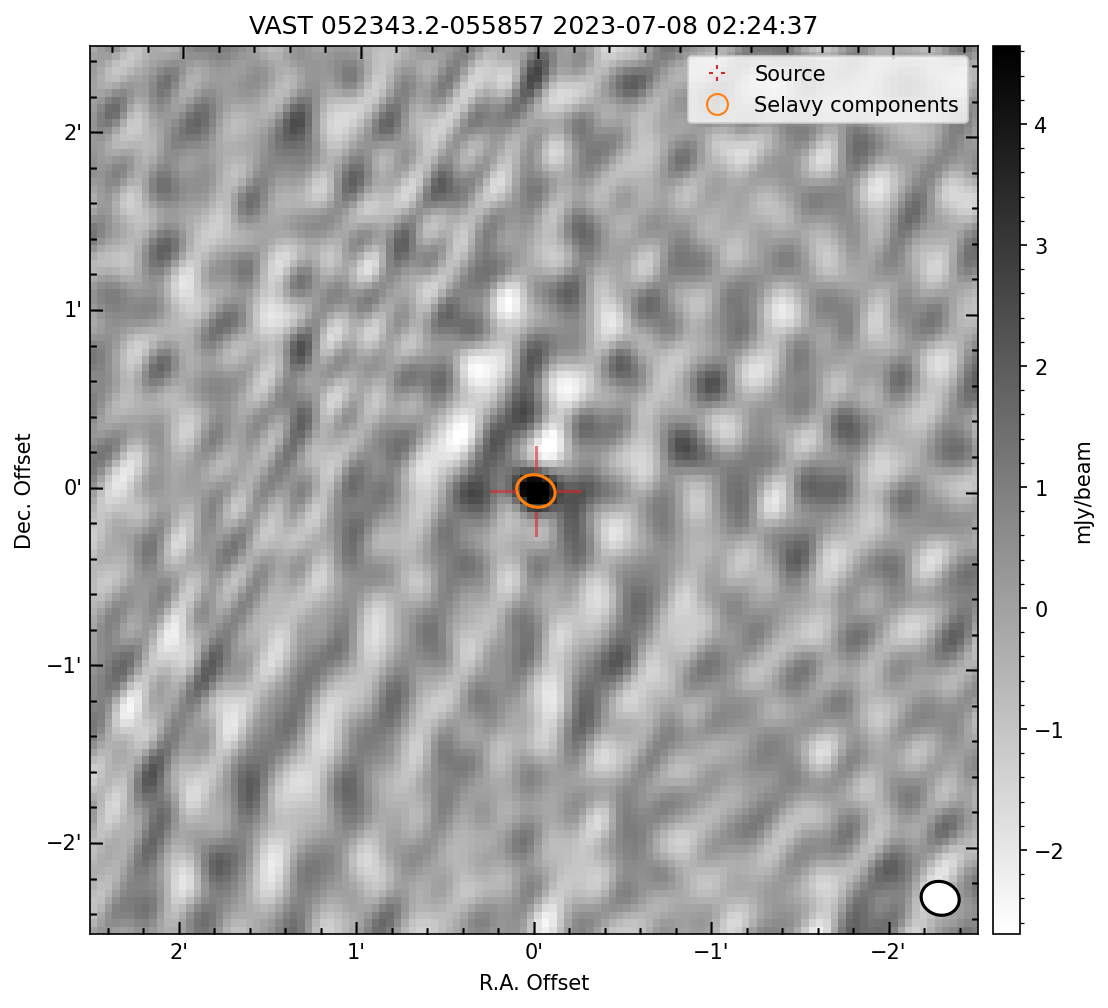 VAST 052343.2-055857 2023-07-08 02:24:37
Source
Selavy components
2'
1'
0'
−1'
−2'
Dec. Offset
2'
1'
0'
−1'
−2'
R.A. Offset
4
3
2
1
0
−1
−2
mJy/beam